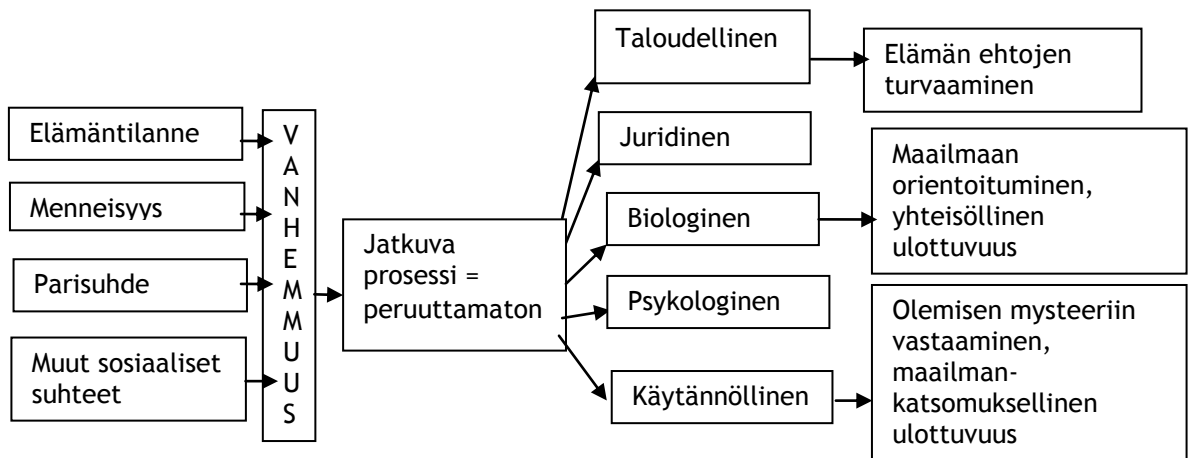 Elämäntilanne
Menneisyys
Parisuhde
Muut sosiaaliset
suhteet
V
A
N
H
E
M
M
U
U
S
Jatkuva
prosessi =
peruuttamaton
Taloudellinen
Juridinen
Biologinen
Psykologinen
Käytännöllinen
Elämän ehtojen
turvaaminen
Maailmaan
orientoituminen,
yhteisöllinen
ulottuvuus
Olemisen mysteeriin
vastaaminen,
maailman-
katsomuksellinen
ulottuvuus